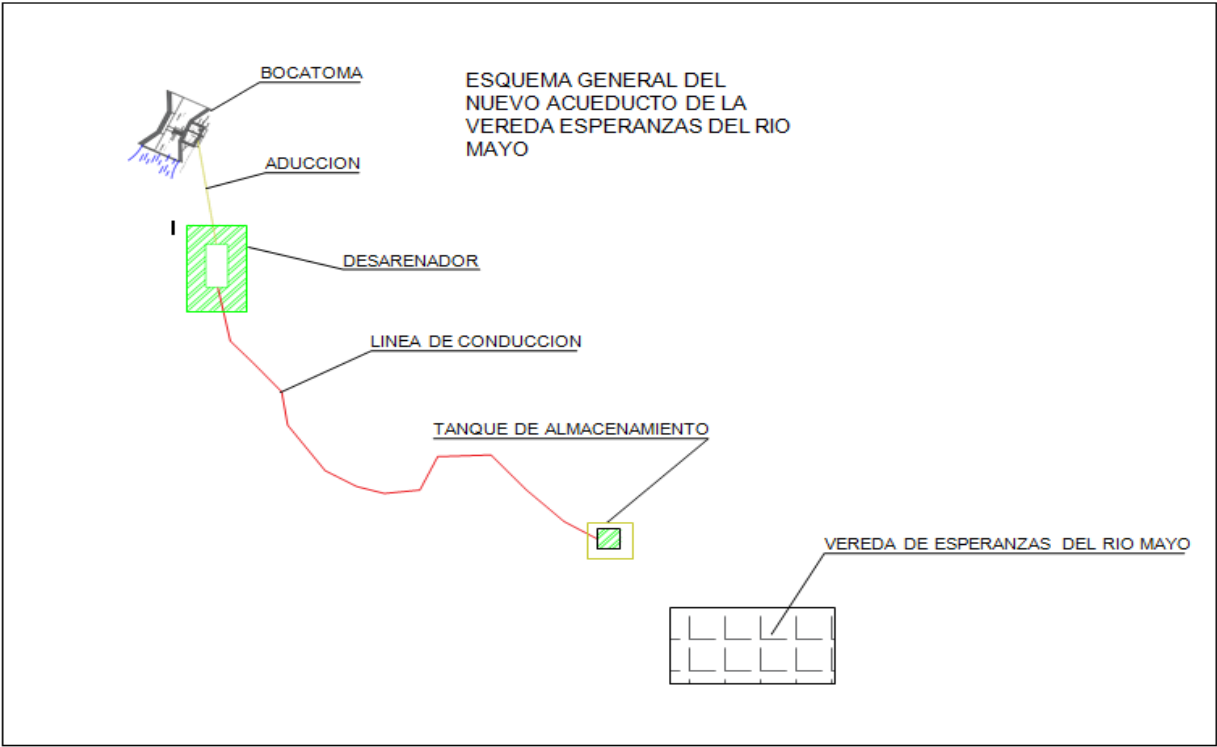 BOCATOMA
ESQUEMA GENERAL DEL
NUEVO ACUEDUCTO DE LA
VEREDA ESPERANZAS DEL RIO
MAYO
ADUCCION
I
DESARENADOR
LINEA DE CONDUCCION
TANQUE DE ALMACENAMIENTO
VEREDA DE ESPERANZAS DEL RIO MAYO